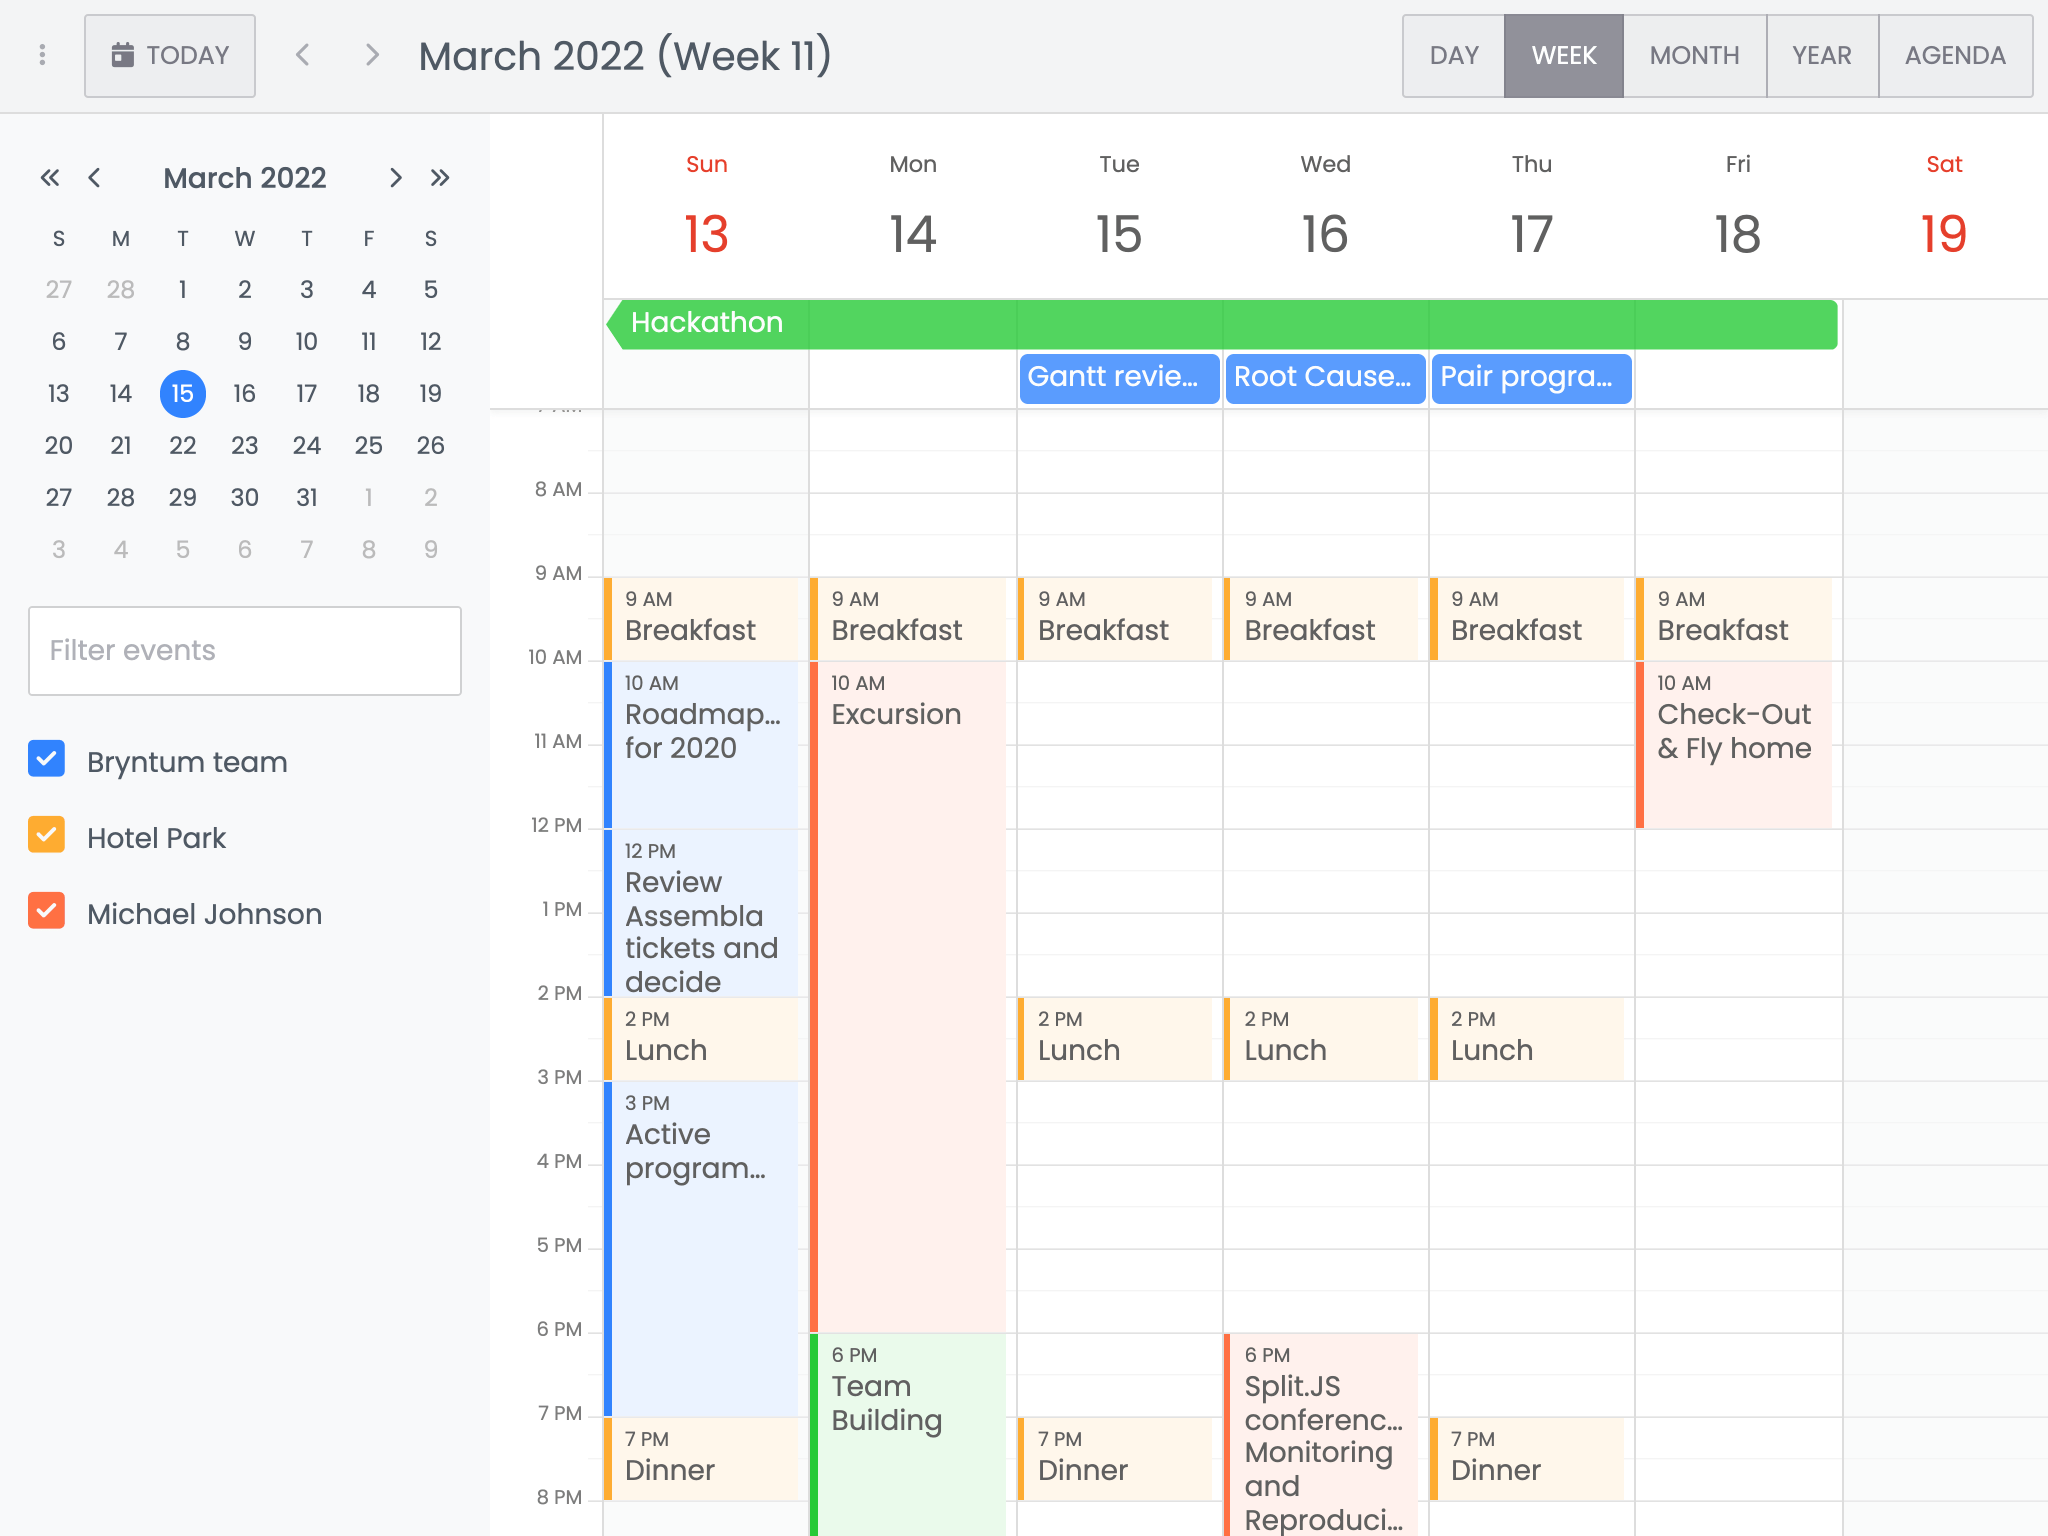 TODAY
March 2022 (Week 11)
DAY WEEK MONTH YEAR AGENDA
March 2022
S M T W T F S
27 28 1 2 3 4 5
6 7 8 9 10 11 12
13 14 15 16 17 18 19
20 21 22 23 24 25 26
27 28 29 30 31 1 2
3 4 5 6 7 8 9
Filter events
Bryntum team
Hotel Park
Michael Johnson
Sun Mon Tue Wed Thu Fri Sat
13 14 15 16 17 18 19
Hackathon
Gantt revie... Root Cause... Pair progra...
8 AM
9 AM
10 AM
11 AM
12 PM
1 PM
2 PM
3 PM
4 PM
5 PM
6 PM
7 PM
8 PM
9 AM
Breakfast
10 AM
Roadmap...
for 2020
12 PM
Review
Assembla
tickets and
decide
2 PM
Lunch
3 PM
Active
program...
7 PM
Dinner
9 AM
Breakfast
10 AM
Excursion
6 PM
Team
Building
9 AM
Breakfast
2 PM
Lunch
7 PM
Dinner
9 AM
Breakfast
2 PM
Lunch
6 PM
Split.JS
conferenc...
Monitoring
and
Reproduci...
9 AM
Breakfast
2 PM
Lunch
7 PM
Dinner
9 AM
Breakfast
10 AM
Check-Out
& Fly home